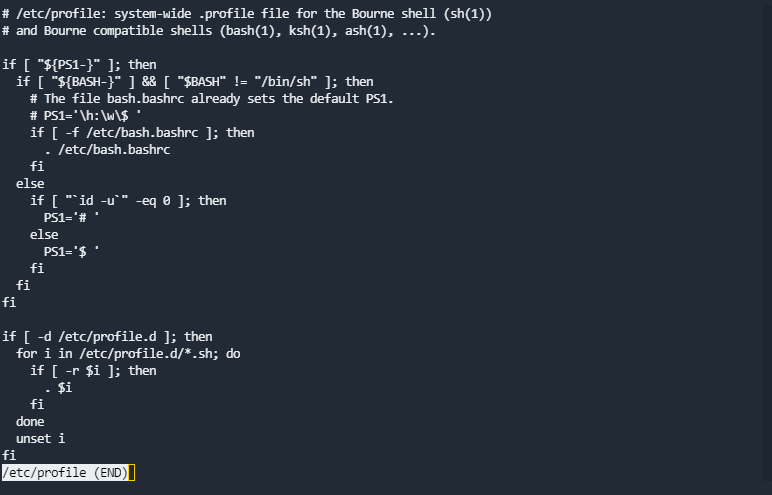 # /etc/profile: system-wide .profile file for the Bourne shell (sh(1))
# and Bourne compatible shells (bash(1), ksh(1), ash(1), ...).

if [ "${PS1-}" ]; then
  if [ "${BASH-}" ] && [ "$BASH" != "/bin/sh" ]; then
    # The file bash.bashrc already sets the default PS1.
    # PS1='\h:\w\$ '
    if [ -f /etc/bash.bashrc ]; then
      . /etc/bash.bashrc
    fi
  else
    if [ "`id -u`" -eq 0 ]; then
      PS1='# '
    else
      PS1='$ '
    fi
  fi
fi

if [ -d /etc/profile.d ]; then
  for i in /etc/profile.d/*.sh; do
    if [ -r $i ]; then
      . $i
    fi
  done
  unset i
fi
/etc/profile (END)